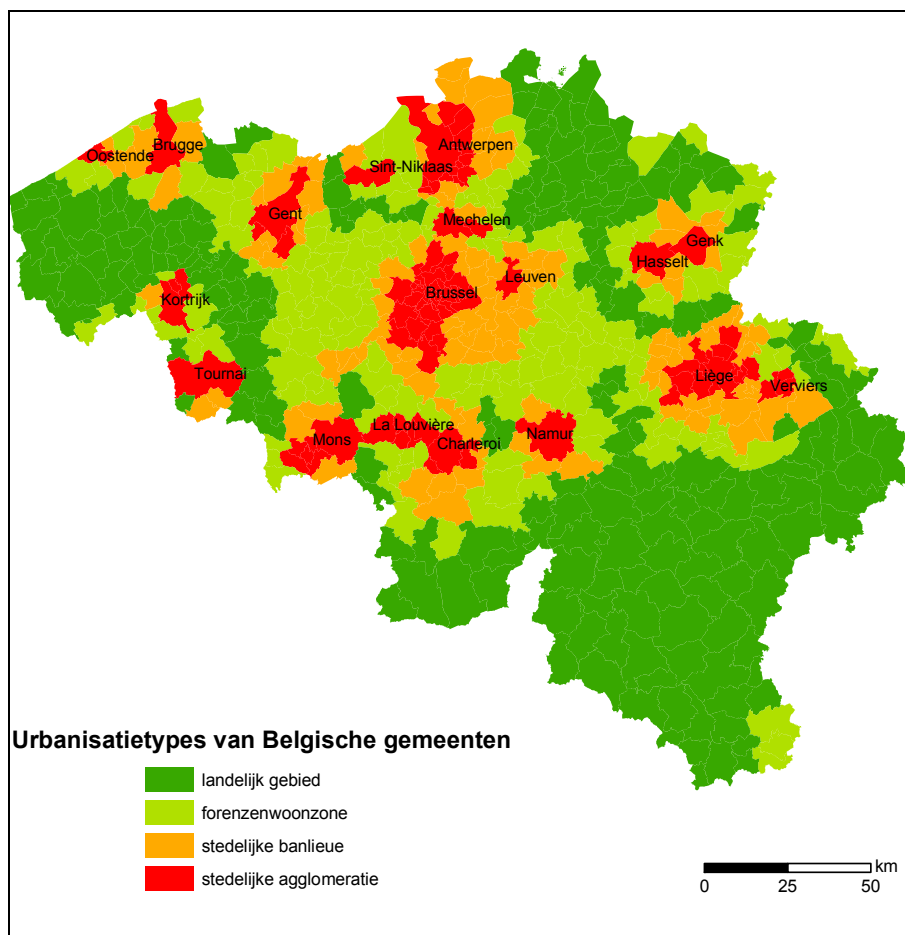 Antwerpen
Brugge
Oostende
Sint-Niklaas
Gent
Mechelen
Genk
Hasselt
Leuven
Brussel
Kortrijk
Tournai
Liège
Verviers
La Louvière
Mons
Charleroi
Namur
Urbanisatietypes van Belgische gemeenten
landelijk gebied
forenzenwoonzone
stedelijke banlieue
stedelijke agglomeratie
km
0 25 50